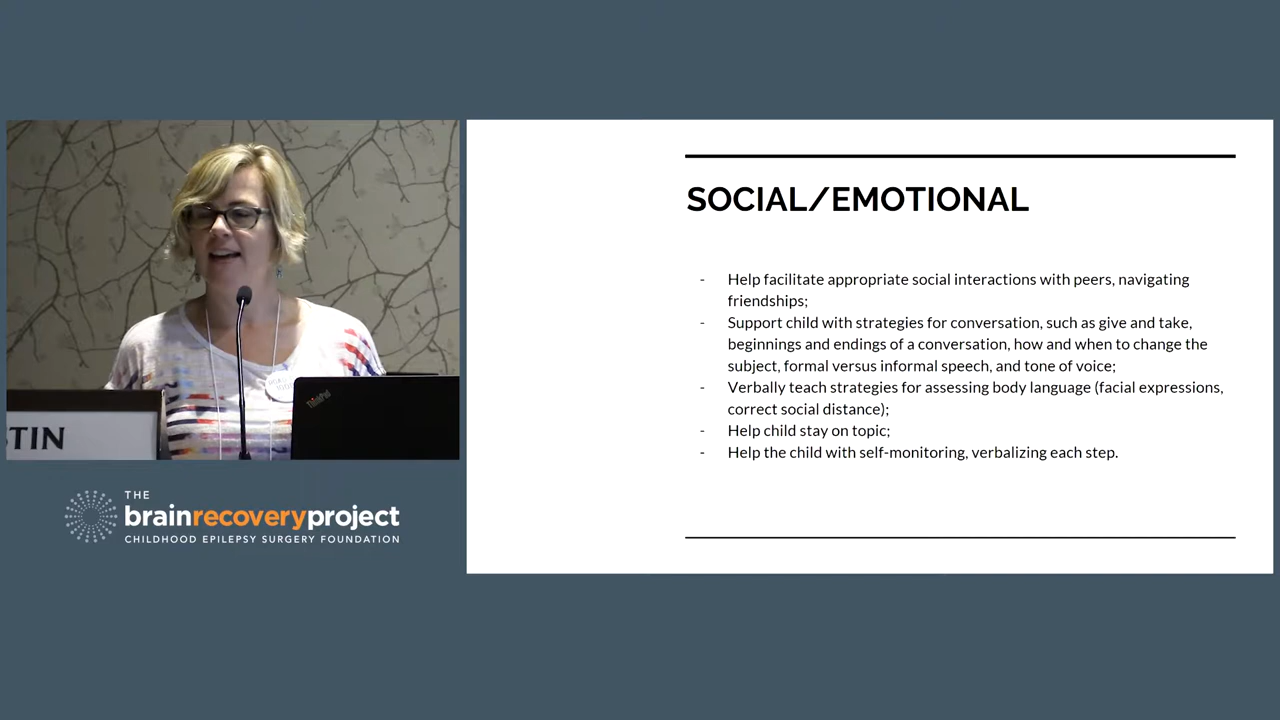 STIN
ThinkPad
THE
brainrecoveryproject
CHILDHOOD EPILEPSY SURGERY FOUNDATION
SOCIAL/EMOTIONAL
- Help facilitate appropriate social interactions with peers, navigating
friendships;
- Support child with strategies for conversation, such as give and take,
beginnings and endings of a conversation, how and when to change the
subject, formal versus informal speech, and tone of voice;
- Verbally teach strategies for assessing body language (facial expressions,
correct social distance);
- Help child stay on topic;
- Help the child with self-monitoring, verbalizing each step.